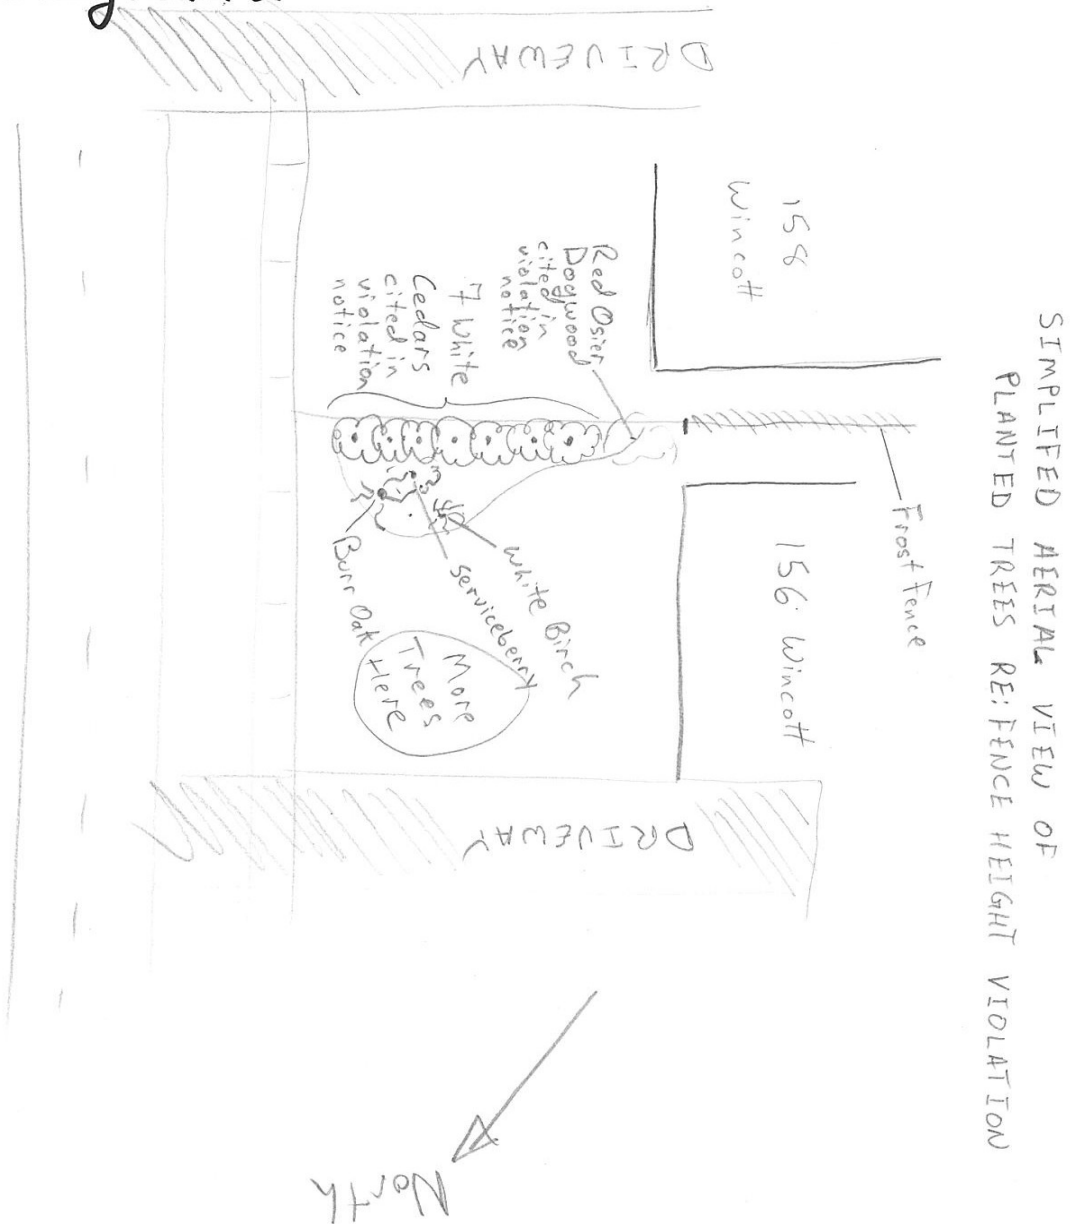 SIMPLIFED AERIAL VIEW OF
PLANTED TREES RE: FENCE HEIGHT VIOLATION
DRIVEWAY
158
Wincott
Red Osier
Dogwood
cited in
violation
notice
7 White
Cedars
cited in
violation
notice
Frost Fence
156 Wincott
White Birch
Serviceberry
Burr Oak
More
Trees
Here
DRIVEWAY
North